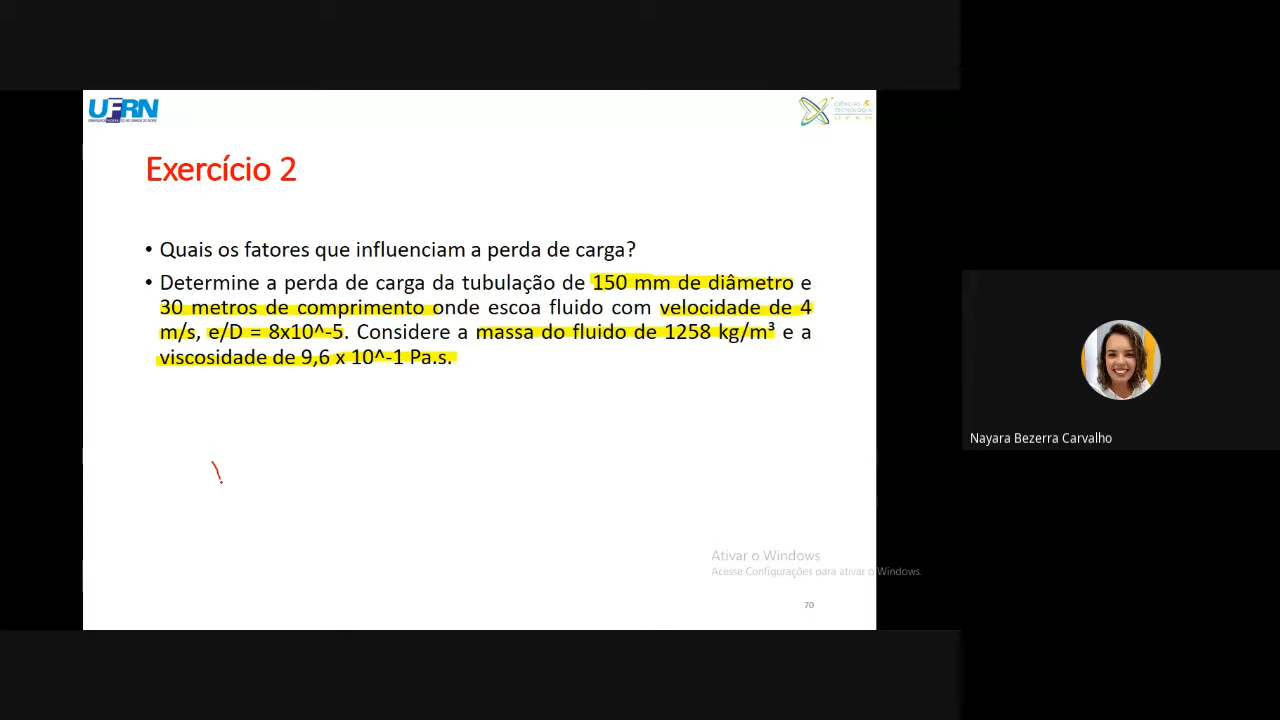 UFRN
CIÊNCIAS &
TECNOLOGIA
UFRN
Exercício 2
• Quais os fatores que influenciam a perda de carga?
• Determine a perda de carga da tubulação de 150 mm de diâmetro e
30 metros de comprimento onde escoa fluido com velocidade de 4
m/s, e/D = 8x10^-5. Considere a massa do fluido de 1258 kg/m³ e a
viscosidade de 9,6 x 10^-1 Pa.s.
Nayara Bezerra Carvalho
Ativar o Windows
Acesse Configurações para ativar o Windows.
70